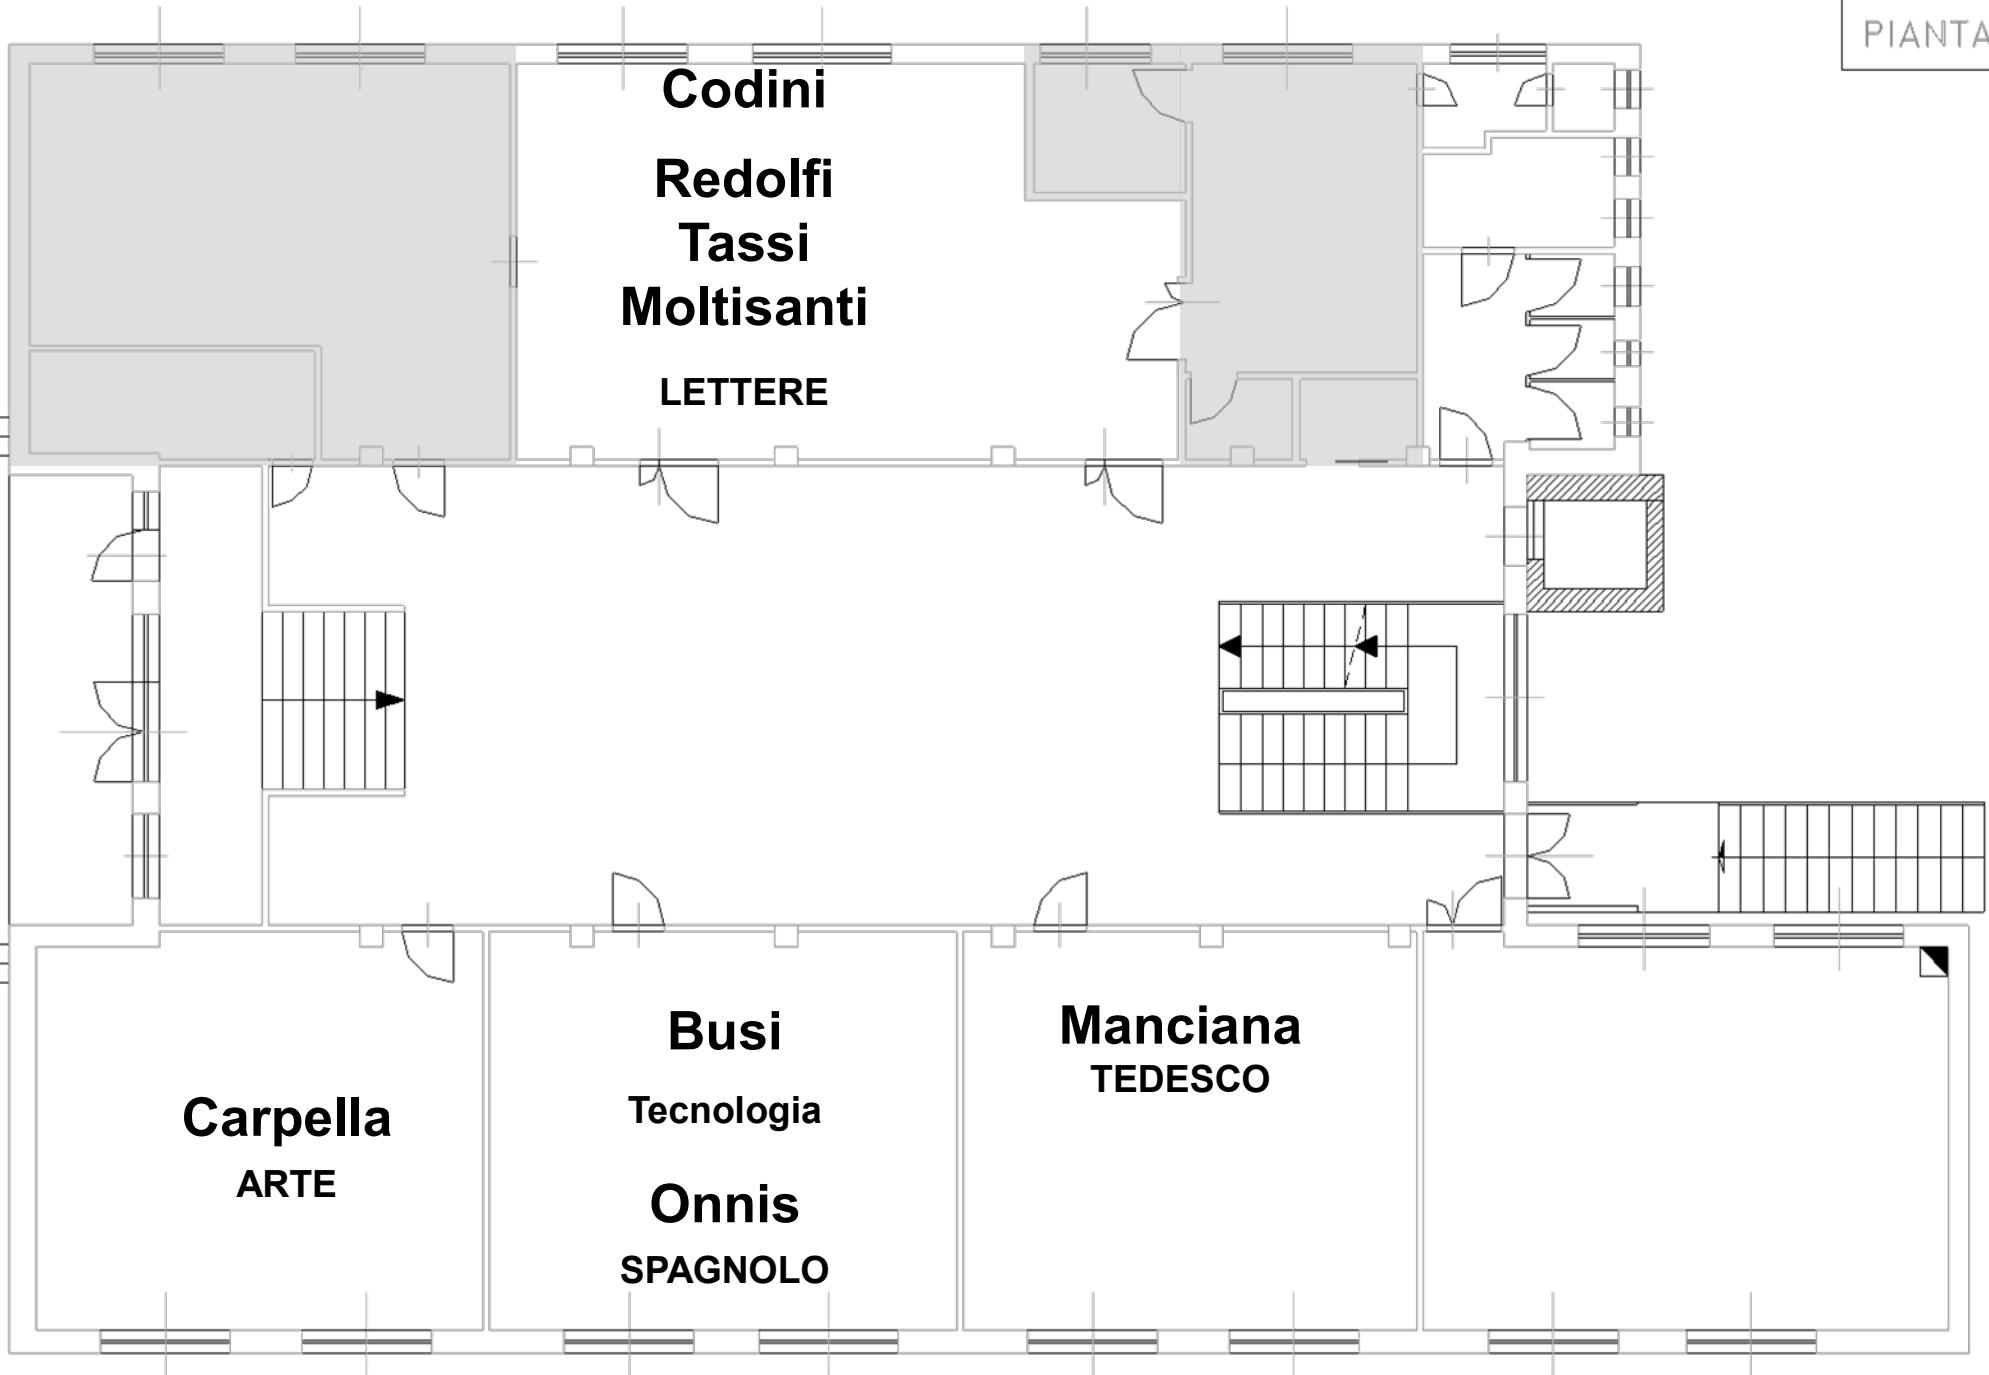 PIANTA
Codini
Redolfi
Tassi
Moltisanti
LETTERE
Carpella
ARTE
Busi
Tecnologia
Onnis
SPAGNOLO
Manciana
TEDESCO